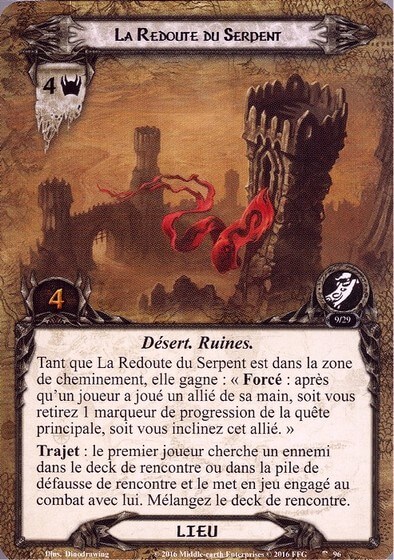 La Redoute du Serpent
4
4
9/29
Désert. Ruines.
Tant que La Redoute du Serpent est dans la zone
de cheminement, elle gagne : « Forcé : après
qu'un joueur a joué un allié de sa main, soit vous
retirez 1 marqueur de progression de la quête
principale, soit vous inclinez cet allié. »
Trajet : le premier joueur cherche un ennemi
dans le deck de rencontre ou dans la pile de
défausse de rencontre et le met en jeu engagé au
combat avec lui. Mélangez le deck de rencontre.
LIEU
Illus. Dinodrawing © 2016 Middle-earth Enterprises © 2016 FFG 96